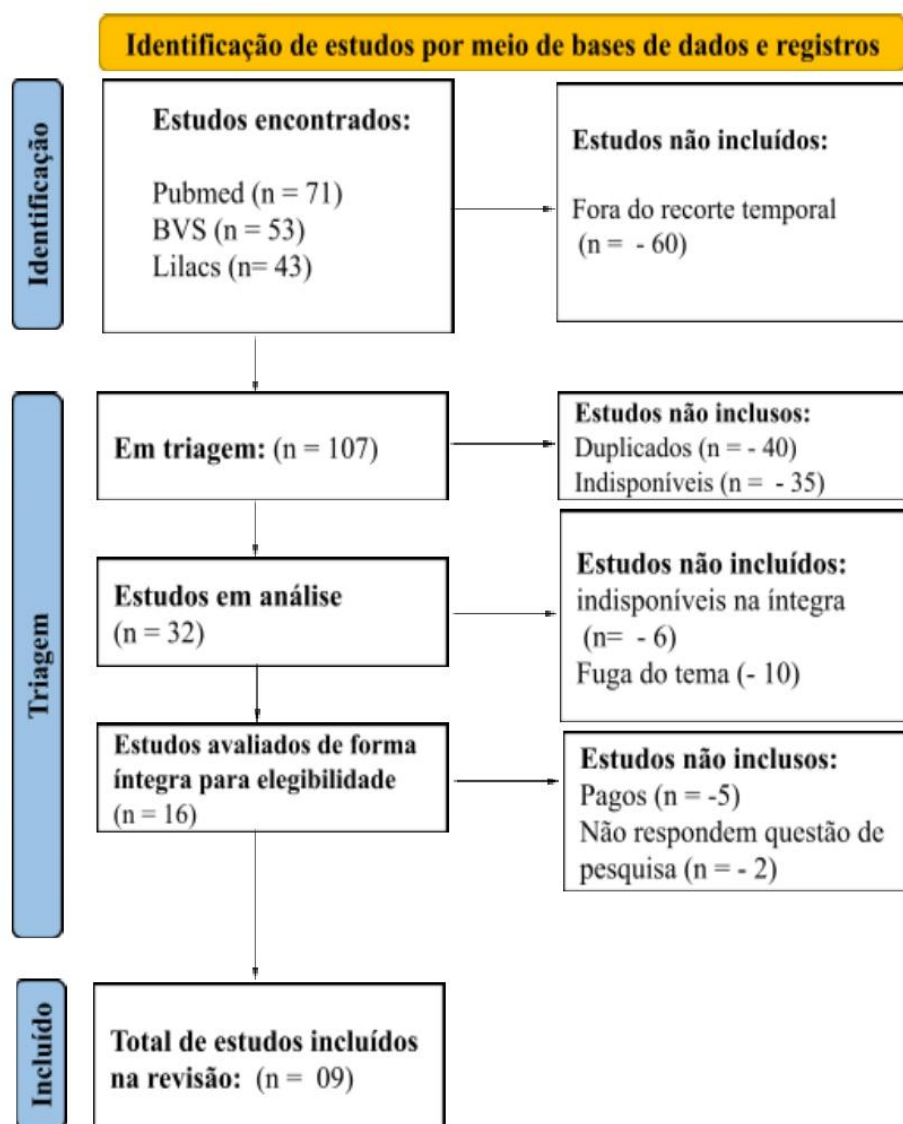 Identificação de estudos por meio de bases de dados e registros
Identificação
Estudos encontrados:
Pubmed (n = 71)
BVS (n = 53)
Lilacs (n= 43)
Estudos não incluídos:
Fora do recorte temporal
(n = - 60)
Triagem
Em triagem: (n = 107)
Estudos não inclusos:
Duplicados (n = - 40)
Indisponíveis (n = - 35)
Estudos em análise
(n = 32)
Estudos não incluídos:
indisponíveis na íntegra
(n= - 6)
Fuga do tema (- 10)
Estudos avaliados de forma
íntegra para elegibilidade
(n = 16)
Estudos não inclusos:
Pagos (n = -5)
Não respondem questão de
pesquisa (n = - 2)
Incluído
Total de estudos incluídos
na revisão: (n = 09)